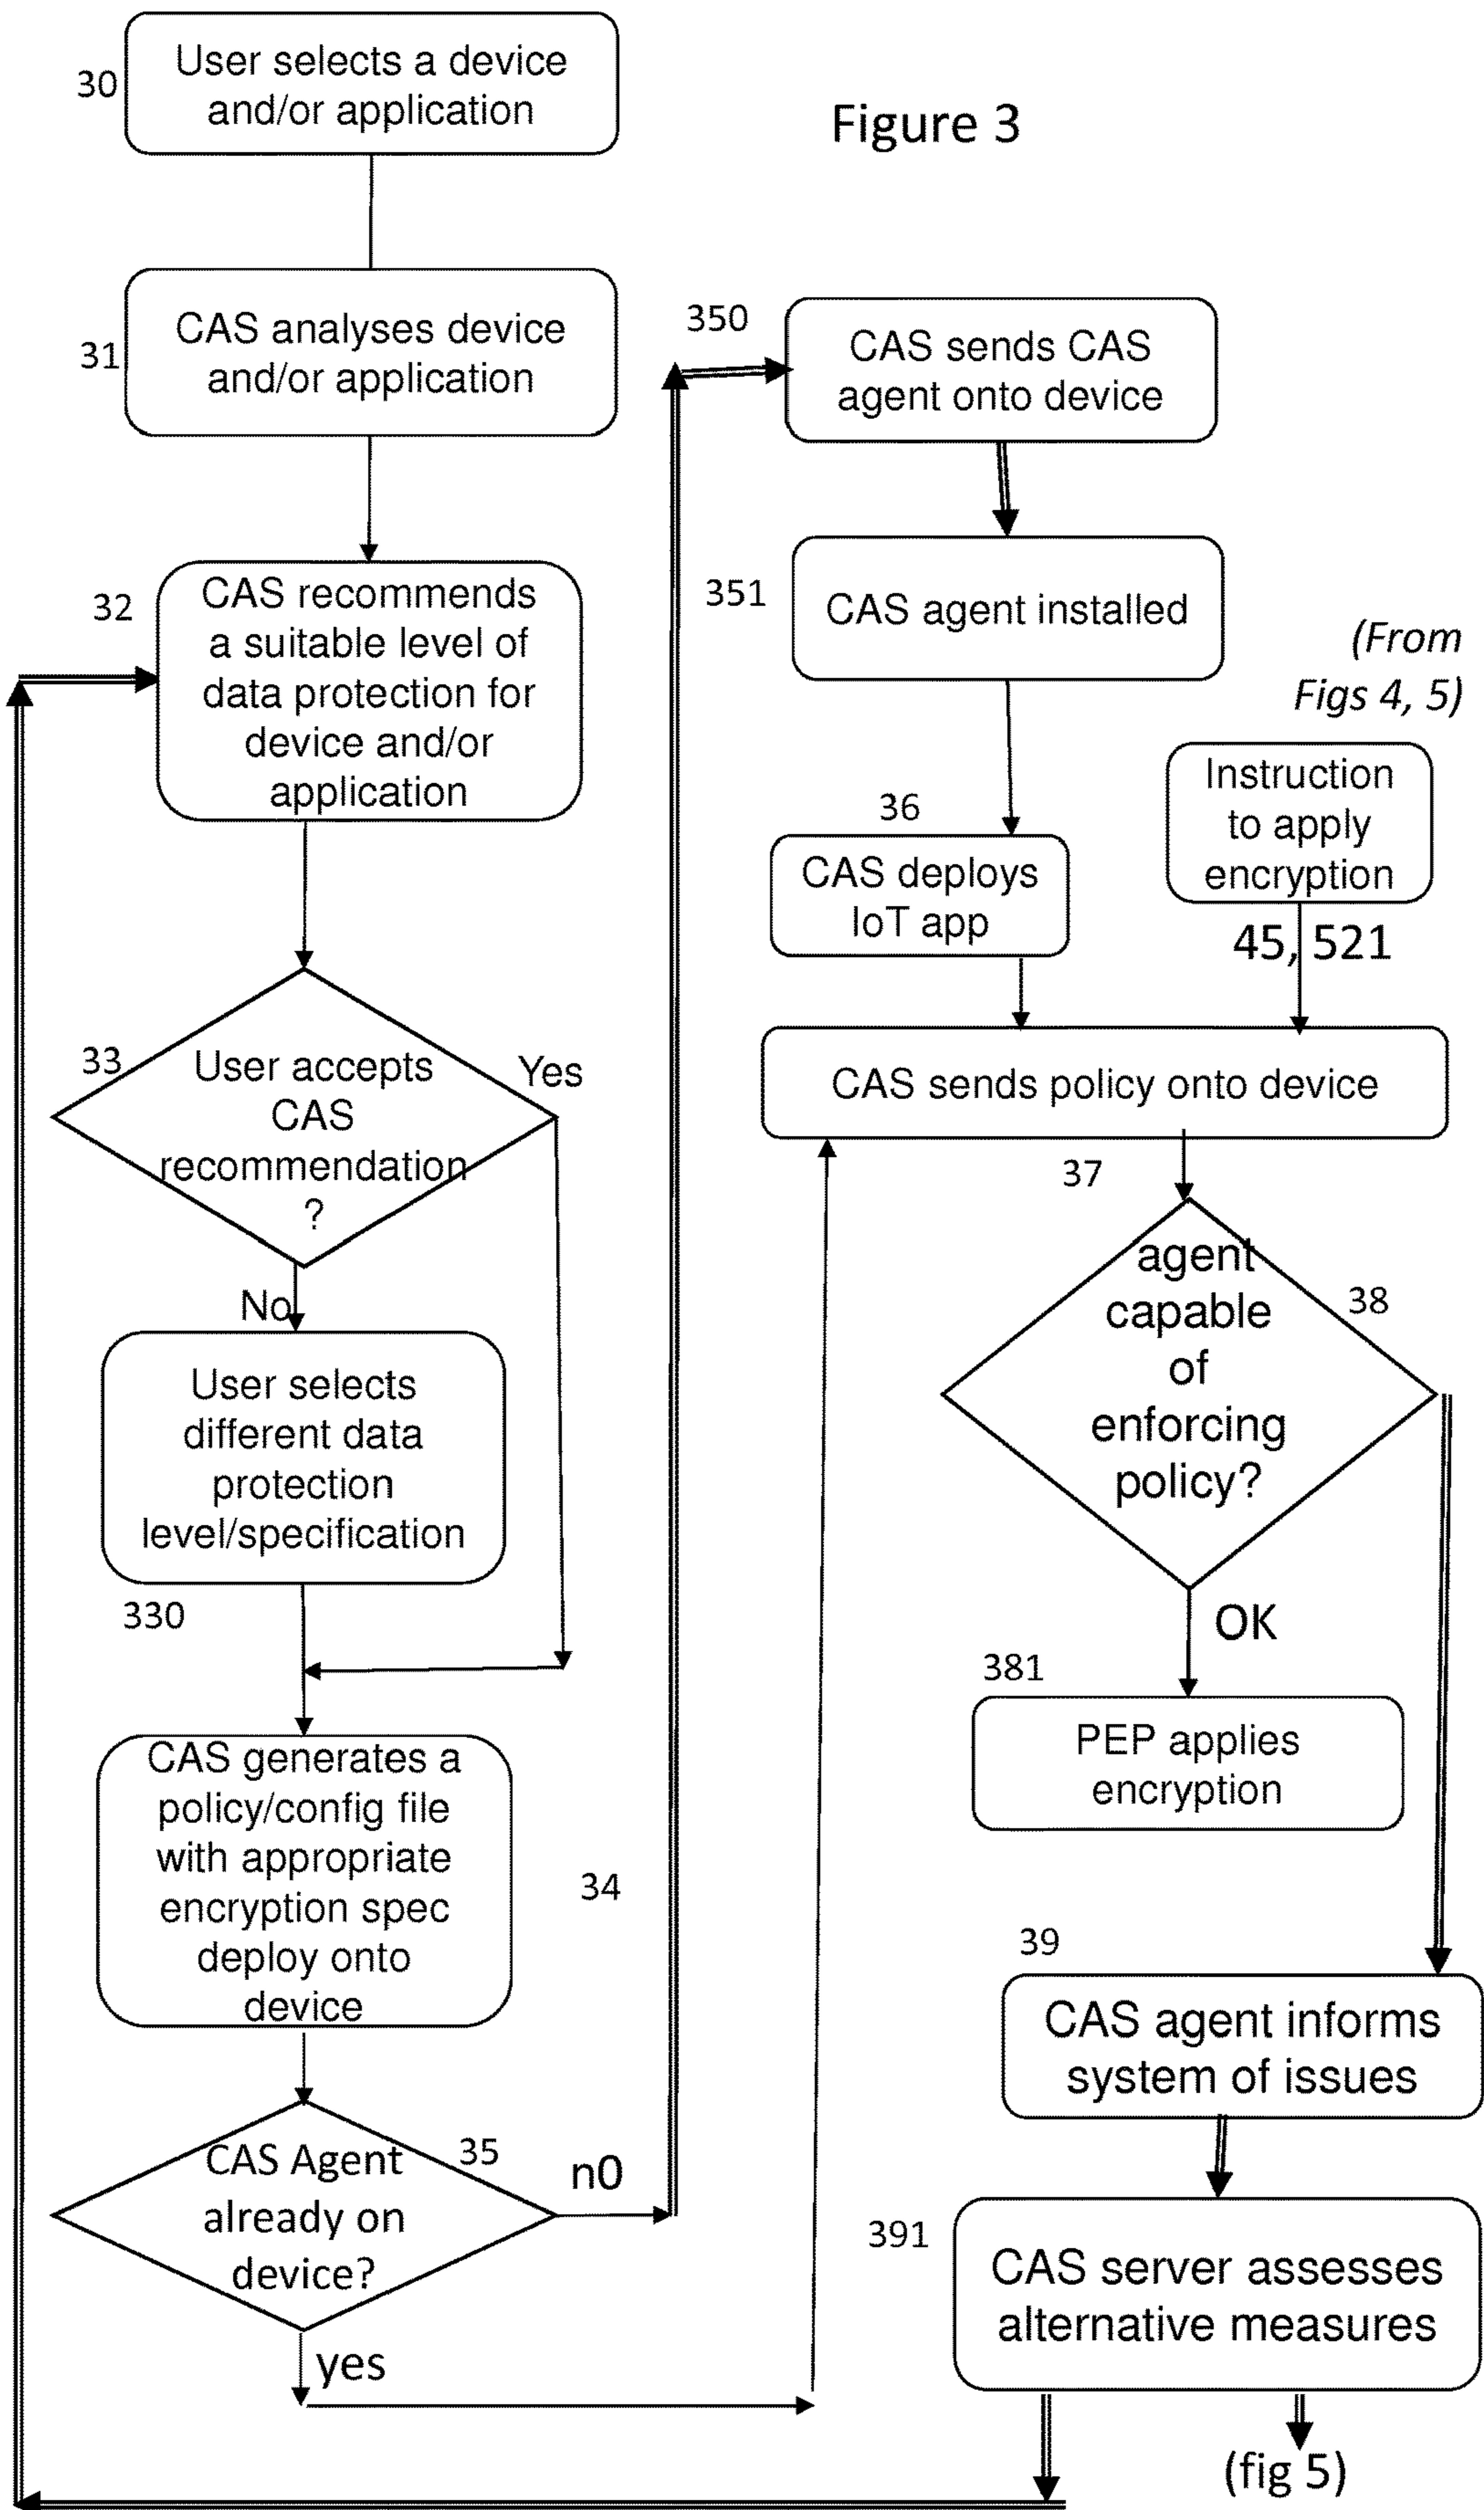 30
User selects a device
and/or application
Figure 3
31
CAS analyses device
and/or application
32
CAS recommends
a suitable level of
data protection for
device and/or
application
33
User accepts
CAS
recommendation
?
Yes
No
User selects
different data
protection
level/specification
330
CAS generates a
policy/config file
with appropriate
encryption spec
deploy onto
device
34
35
CAS Agent
already on
device?
n0
yes
350
CAS sends CAS
agent onto device
351
CAS agent installed
(From
Figs 4, 5)
36
CAS deploys
IoT app
Instruction
to apply
encryption
45, 521
CAS sends policy onto device
37
agent
capable
of
enforcing
policy?
38
OK
381
PEP applies
encryption
39
CAS agent informs
system of issues
391
CAS server assesses
alternative measures
(fig 5)